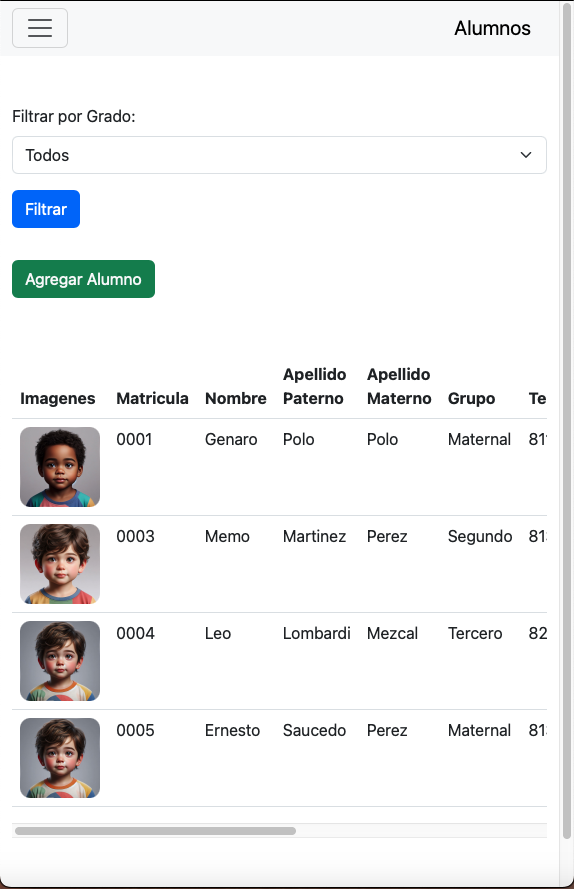 Alumnos
Filtrar por Grado:
Todos
Filtrar
Agregar Alumno
Imagenes Matricula Nombre Apellido Paterno Apellido Materno Grupo Te
0001 Genaro Polo Polo Maternal 811
0003 Memo Martinez Perez Segundo 81
0004 Leo Lombardi Mezcal Tercero 82
0005 Ernesto Saucedo Perez Maternal 81